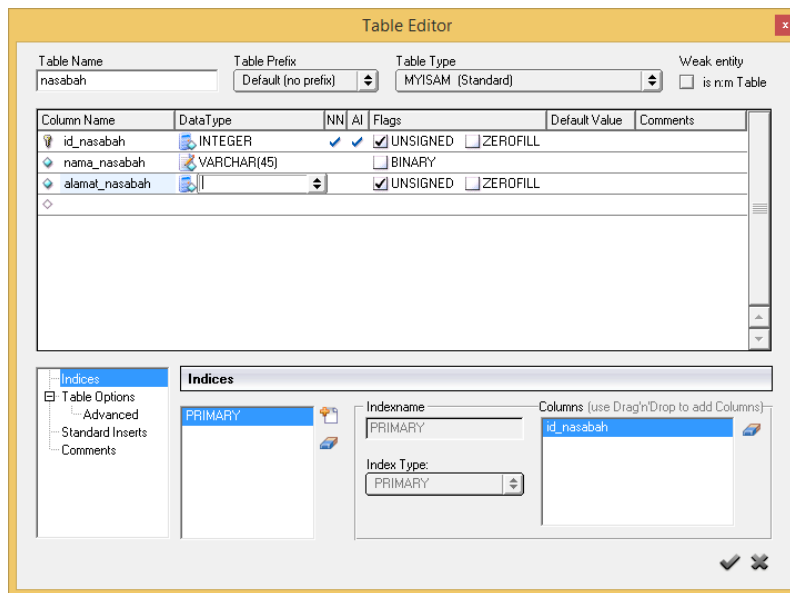 Table Editor
x
Table Name Table Prefix Table Type Weak entity
nasabah Default (no prefix) MYISAM (Standard) is n:m Table
Column Name DataType NN AI Flags Default Value Comments
id_nasabah INTEGER UNSIGNED ZEROFILL
nama_nasabah VARCHAR(45) BINARY
alamat_nasabah UNSIGNED ZEROFILL
Indices
Table Options
Advanced
Standard Inserts
Comments
Indices
PRIMARY
Indexname
PRIMARY
Index Type:
PRIMARY
Columns (use Drag'n'Drop to add Columns)
id_nasabah